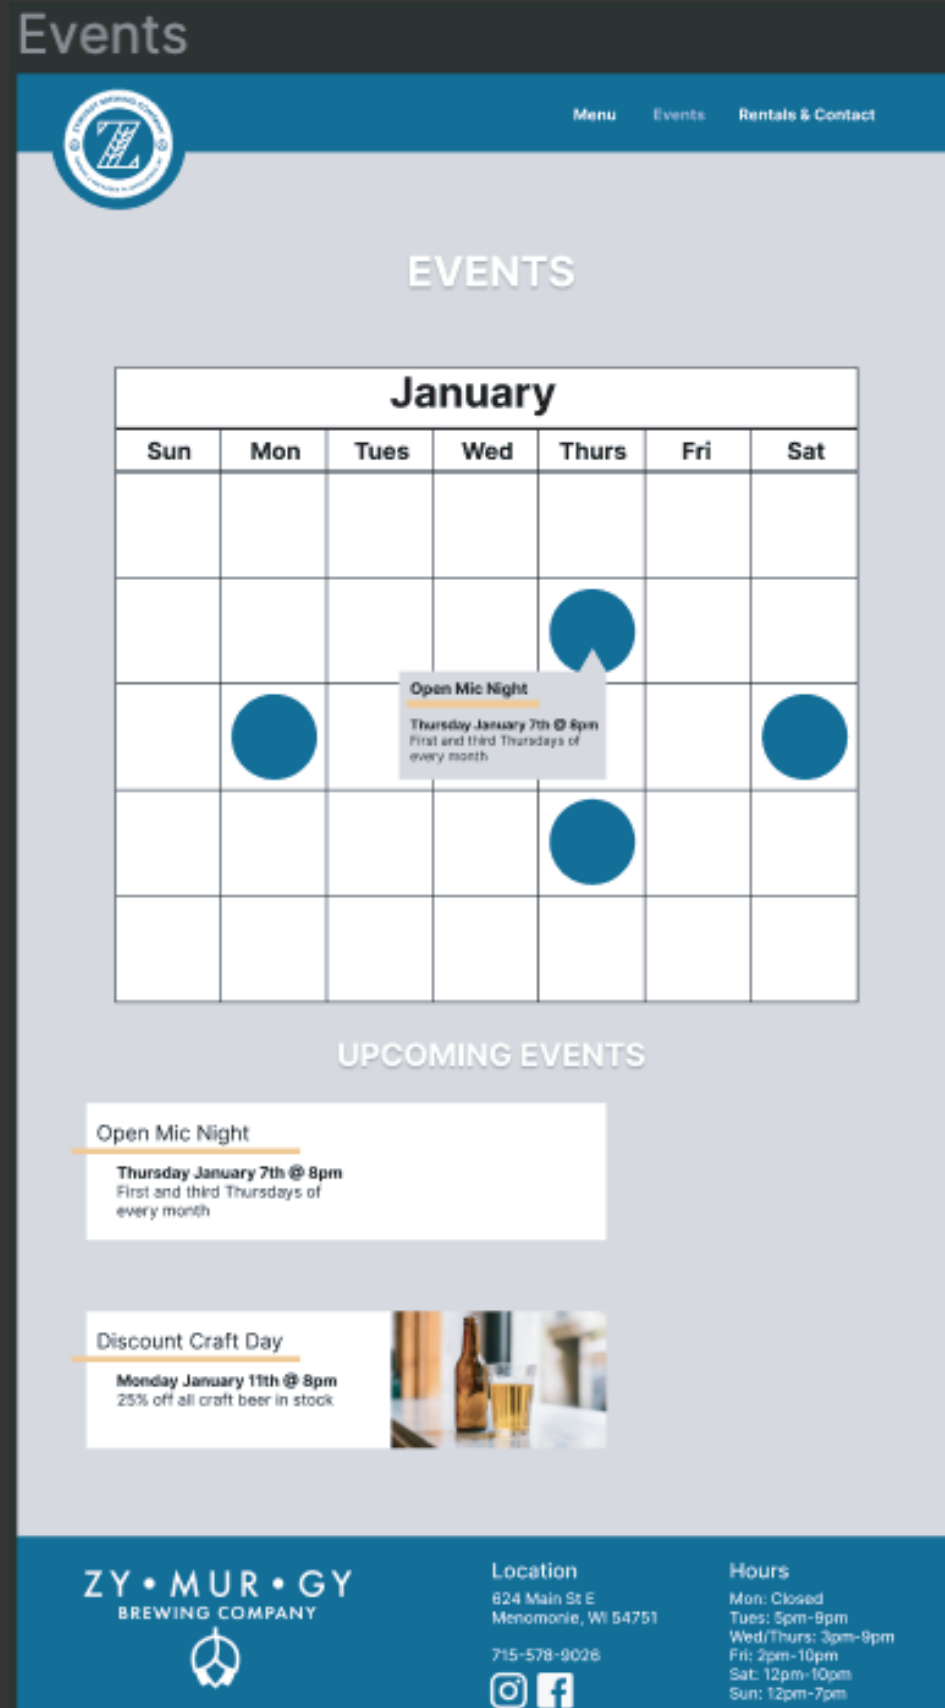 Events
Menu Events Rentals & Contact
Z
EVENTS
January
Sun Mon Tues Wed Thurs Fri Sat
Open Mic Night
Thursday January 7th @ 8pm
First and third Thursdays of
every month
UPCOMING EVENTS
Open Mic Night
Thursday January 7th @ 8pm
First and third Thursdays of
every month
Discount Craft Day
Monday January 11th @ 8pm
25% off all craft beer in stock
ZY•MUR•GY
BREWING COMPANY
Location
624 Main St E
Menomonie, WI 54751
715-578-9026
Hours
Mon: Closed
Tues: 5pm-9pm
Wed/Thurs: 3pm-9pm
Fri: 2pm-10pm
Sat: 12pm-10pm
Sun: 12pm-7pm